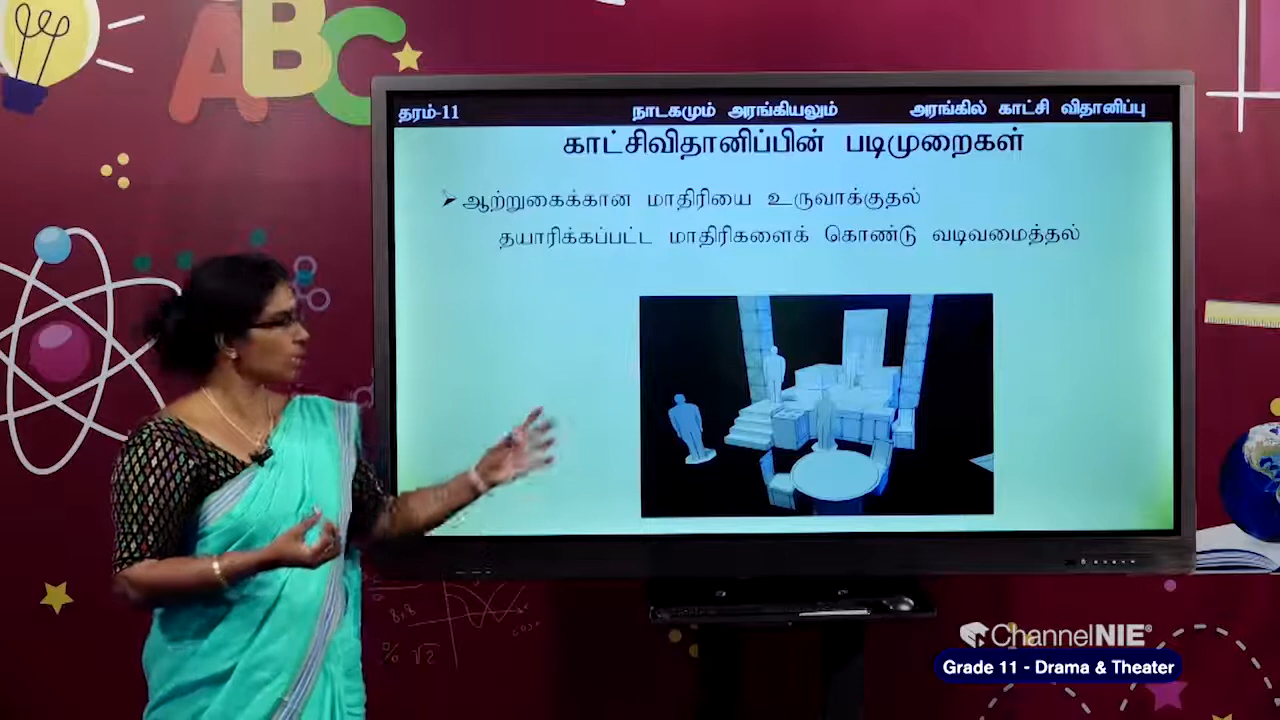 ABC
தரம்-11 நாடகமும் அரங்கியலும் அரங்கில் காட்சி விதானிப்பு
காட்சிவிதானிப்பின் படிமுறைகள்
➢ ஆற்றுகைக்கான மாதிரியை உருவாக்குதல்
தயாரிக்கப்பட்ட மாதிரிகளைக் கொண்டு வடிவமைத்தல்
% √2
ChannelNIE®
Grade 11 - Drama & Theater